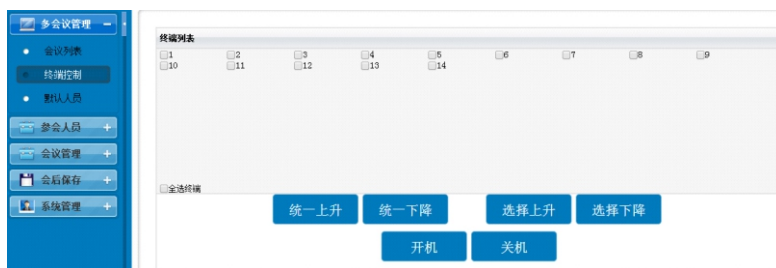 多会议管理
会议列表
终端控制
默认人员
参会人员
会议管理
会后保存
系统管理
终端列表
1 2 3 4 5 6 7 8 9
10 11 12 13 14
全选终端
统一上升 统一下降 选择上升 选择下降
开机 关机